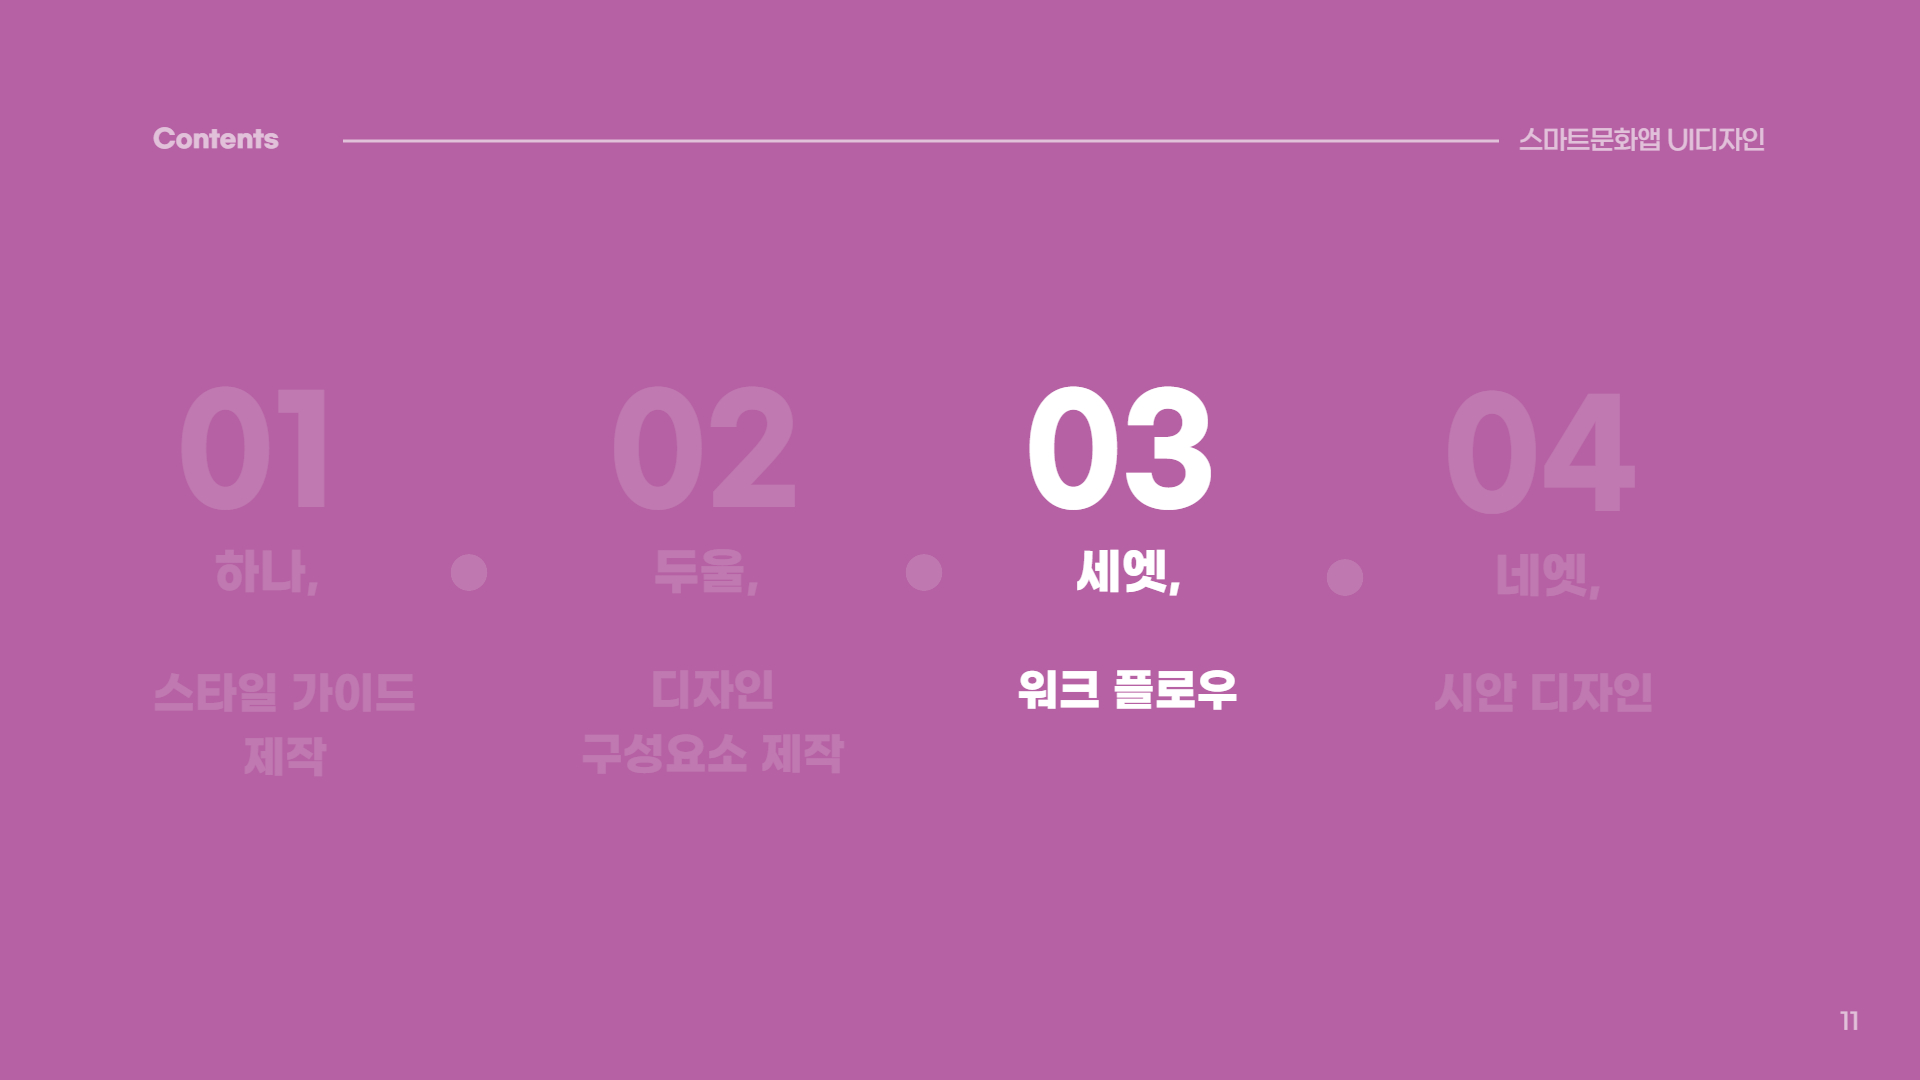 Contents
스마트문화앱 UI디자인
01
하나,
스타일 가이드
제작
02
두울,
디자인
구성요소 제작
03
세엣,
워크 플로우
04
네엣,
시안 디자인
11